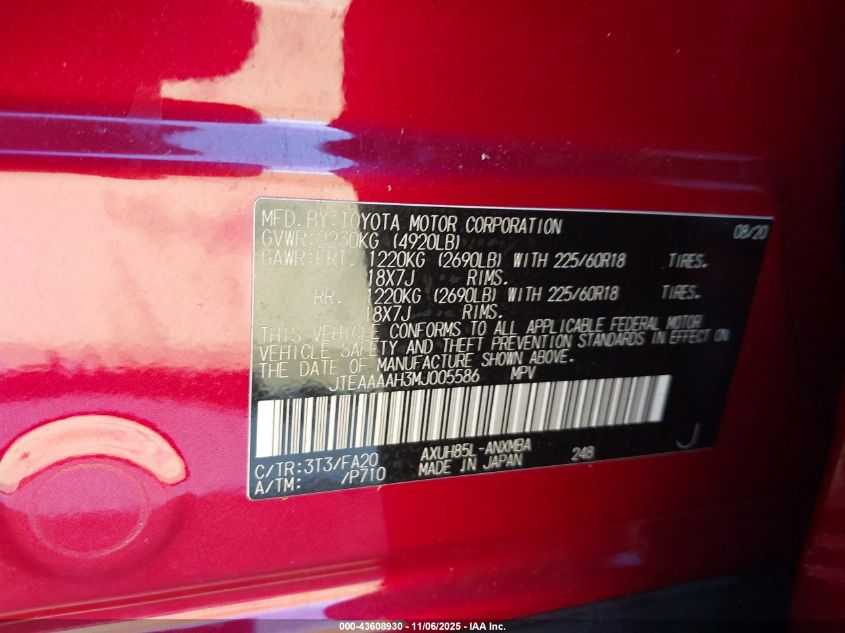 MFD. BY: TOYOTA MOTOR CORPORATION 08/20
GVWR: 2230KG (4920LB)
GAWR: FRT. 1220KG (2690LB) WITH 225/60R18 TIRES.
18X7J RIMS.
RR. 1220KG (2690LB) WITH 225/60R18 TIRES.
18X7J RIMS.
THIS VEHICLE CONFORMS TO ALL APPLICABLE FEDERAL MOTOR
VEHICLE SAFETY AND THEFT PREVENTION STANDARDS IN EFFECT ON
THE DATE OF MANUFACTURE SHOWN ABOVE.
JTEAAAAH3MJ005586 MPV
C/TR: 3T3/FA20 AXUH85L-ANXMBA 248 J
A/TM: /P710 MADE IN JAPAN
000-43608930 - 11/06/2025 - IAA Inc.